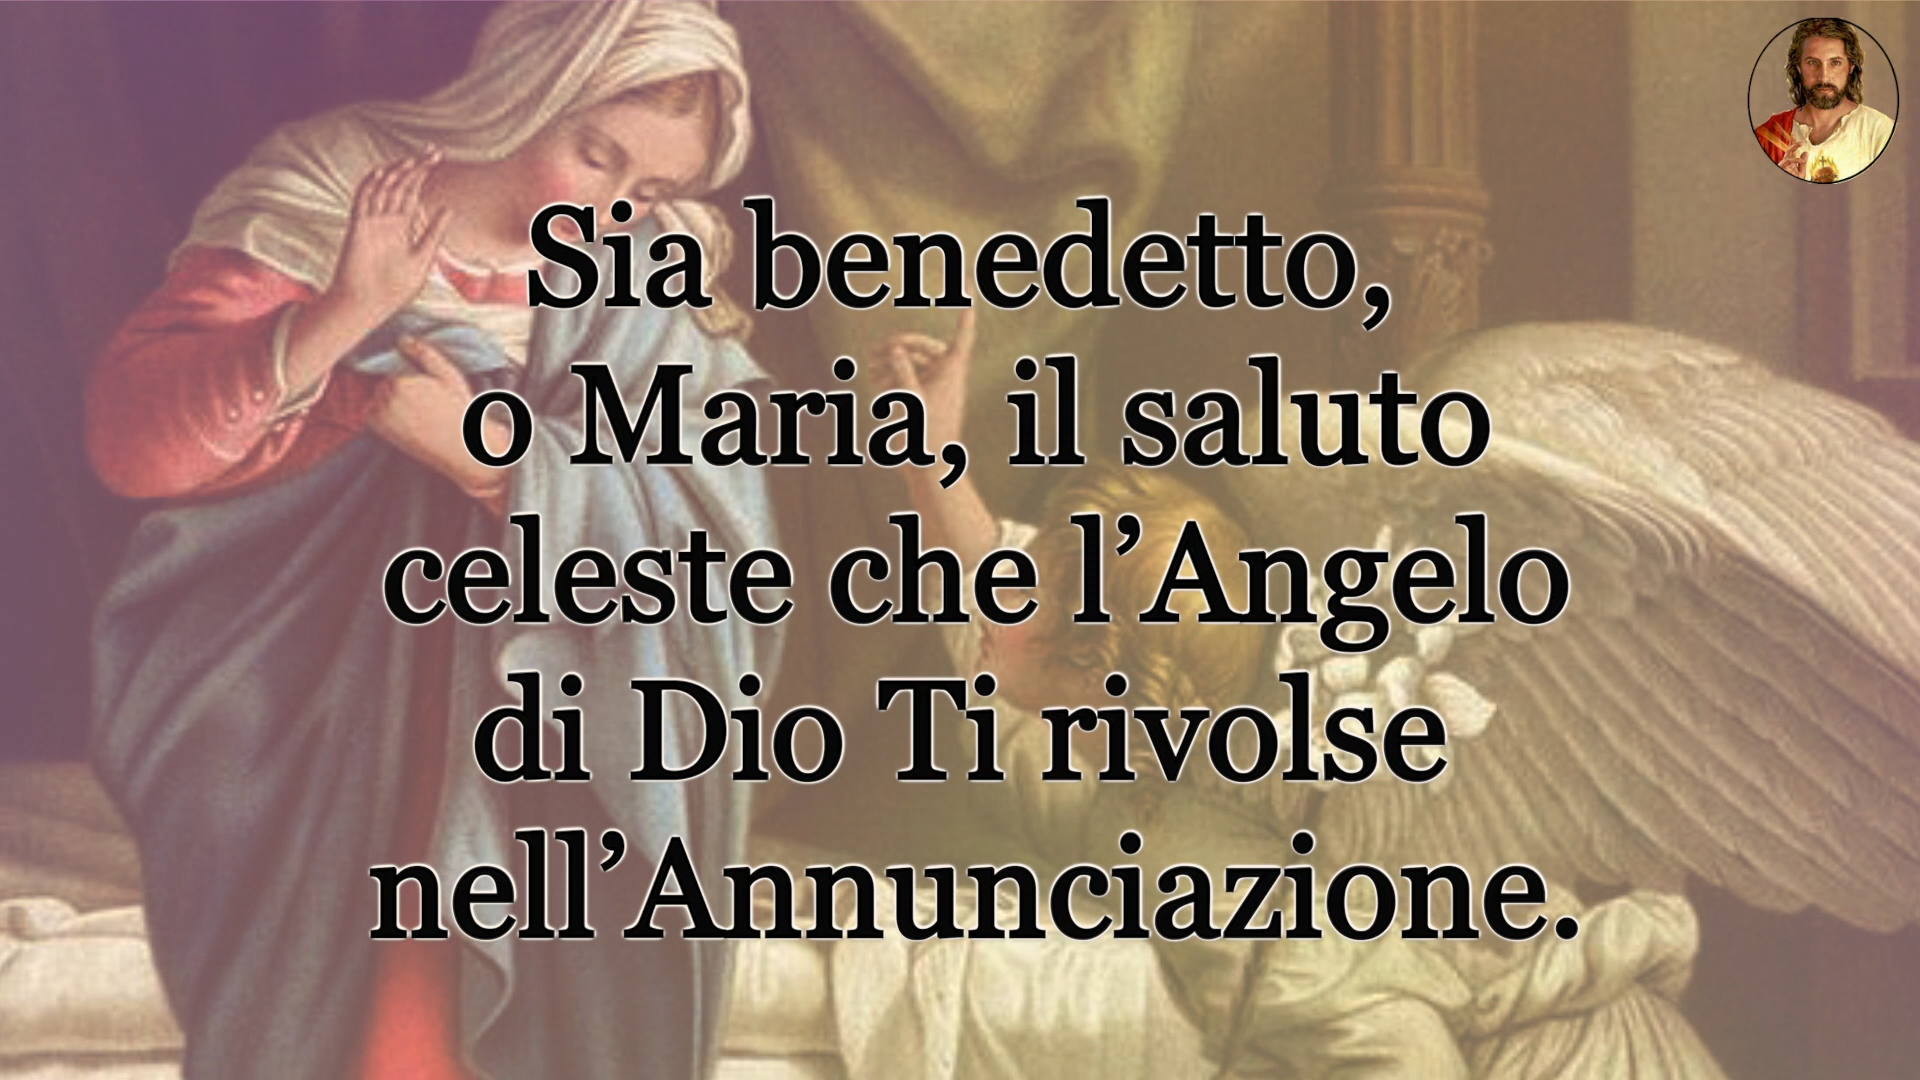 Sia benedetto,
o Maria, il saluto
celeste che l’Angelo
di Dio Ti rivolse
nell’Annunciazione.